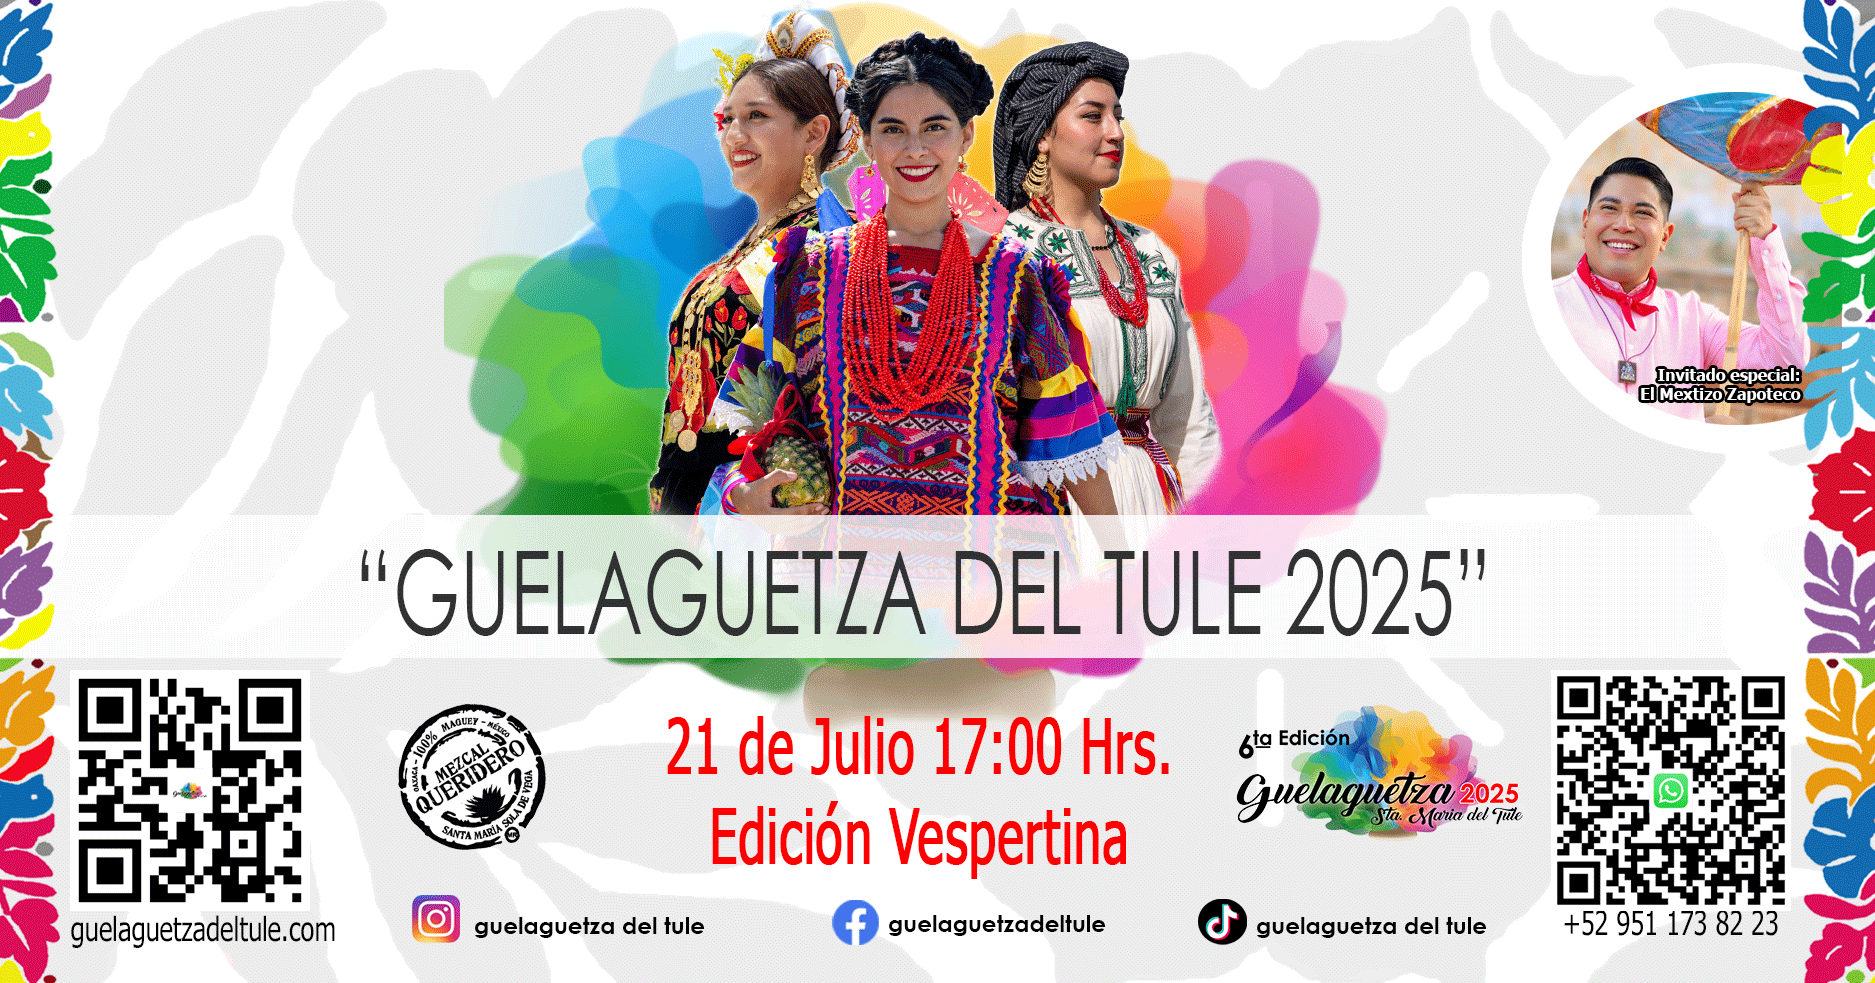 Invitado especial:
El Mextizo Zapoteco
“GUELAGUETZA DEL TULE 2025”
21 de Julio 17:00 Hrs.
Edición Vespertina
OAXACA - 100% MAGUEY - MÉXICO
MEZCAL
QUERIDERO
SANTA MARÍA SOLA DE VEGA
MR
6ta Edición
Guelaguetza 2025
Sta. Maria del Tule
guelaguetzadeltule.com
guelaguetza del tule
guelaguetzadeltule
guelaguetza del tule
+52 951 173 82 23